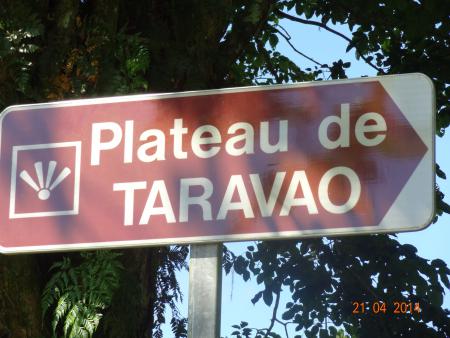 Plateau de
TARAVAO
21 04 2014